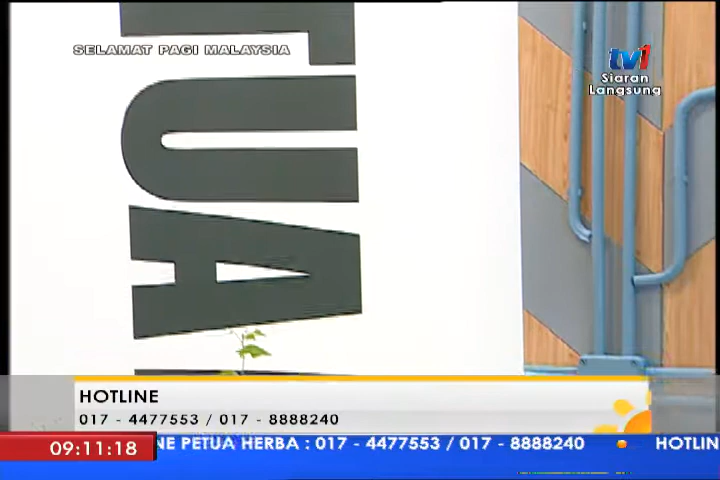 SELAMAT PAGI MALAYSIA
tv1
Siaran
Langsung
UA
HOTLINE
017 - 4477553 / 017 - 8888240
09:11:18
NE PETUA HERBA : 017 - 4477553 / 017 - 8888240
HOTLIN